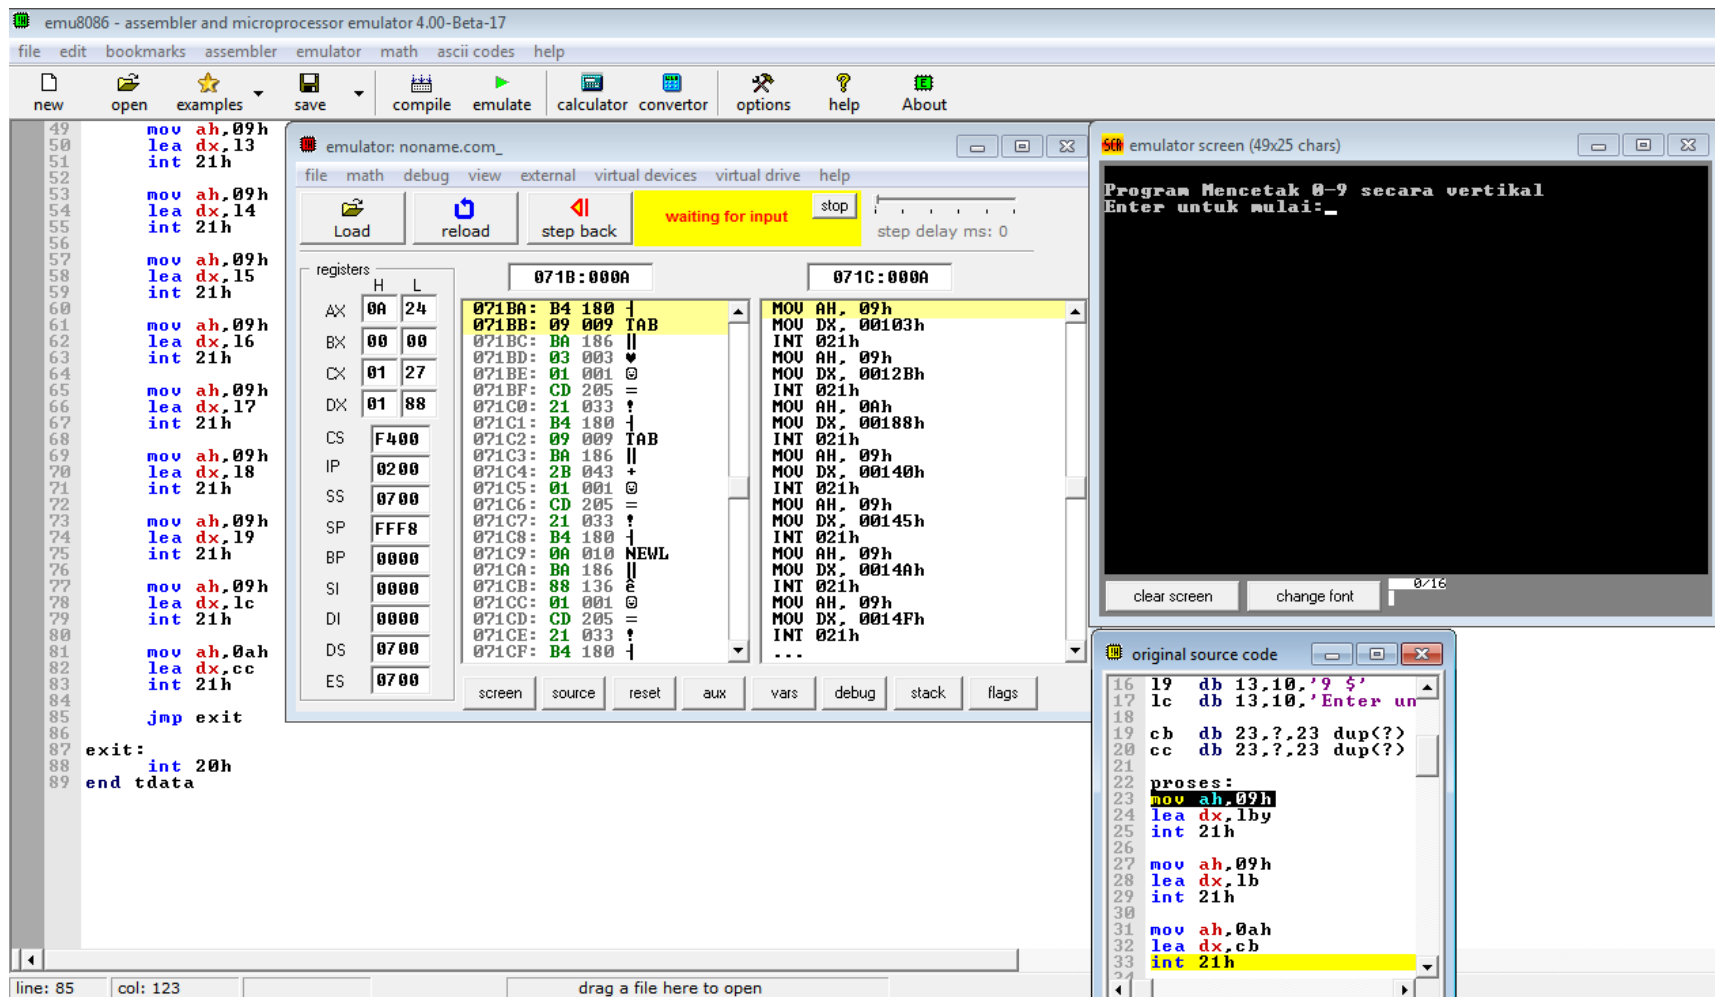 emu8086 - assembler and microprocessor emulator 4.00-Beta-17
file edit bookmarks assembler emulator math ascii codes help
new open examples save compile emulate calculator convertor options help About
49 mov ah,09h
50 lea dx,l3
51 int 21h
52
53 mov ah,09h
54 lea dx,l4
55 int 21h
56
57 mov ah,09h
58 lea dx,l5
59 int 21h
60
61 mov ah,09h
62 lea dx,l6
63 int 21h
64
65 mov ah,09h
66 lea dx,l7
67 int 21h
68
69 mov ah,09h
70 lea dx,l8
71 int 21h
72
73 mov ah,09h
74 lea dx,l9
75 int 21h
76
77 mov ah,09h
78 lea dx,lc
79 int 21h
80
81 mov ah,0ah
82 lea dx,cc
83 int 21h
84
85 jmp exit
86
87 exit:
88 int 20h
89 end tdata
line: 85 col: 123 drag a file here to open
emulator: noname.com_
file math debug view external virtual devices virtual drive help
Load reload step back waiting for input stop step delay ms: 0
registers
H L
AX 0A 24
BX 00 00
CX 01 27
DX 01 88
CS F400
IP 0200
SS 0700
SP FFF8
BP 0000
SI 0000
DI 0000
DS 0700
ES 0700
071B:000A
071BA: B4 180 ┤
071BB: 09 009 TAB
071BC: BA 186 ║
071BD: 03 003 ♥
071BE: 01 001 ☺
071BF: CD 205 =
071C0: 21 033 !
071C1: B4 180 ┤
071C2: 09 009 TAB
071C3: BA 186 ║
071C4: 2B 043 +
071C5: 01 001 ☺
071C6: CD 205 =
071C7: 21 033 !
071C8: B4 180 ┤
071C9: 0A 010 NEWL
071CA: BA 186 ║
071CB: 88 136 ê
071CC: 01 001 ☺
071CD: CD 205 =
071CE: 21 033 !
071CF: B4 180 ┤
071C:000A
MOV AH, 09h
MOV DX, 00103h
INT 021h
MOV AH, 09h
MOV DX, 0012Bh
INT 021h
MOV AH, 0Ah
MOV DX, 00188h
INT 021h
MOV AH, 09h
MOV DX, 00140h
INT 021h
MOV AH, 09h
MOV DX, 00145h
INT 021h
MOV AH, 09h
MOV DX, 0014Ah
INT 021h
MOV AH, 09h
MOV DX, 0014Fh
INT 021h
...
screen source reset aux vars debug stack flags
SCR emulator screen (49x25 chars)
Program Mencetak 0-9 secara vertikal
Enter untuk mulai:_
clear screen change font 0/16
original source code
16 l9 db 13,10,'9 $'
17 lc db 13,10,'Enter un
18
19 cb db 23,?,23 dup(?)
20 cc db 23,?,23 dup(?)
21
22 proses:
23 mov ah,09h
24 lea dx,lby
25 int 21h
26
27 mov ah,09h
28 lea dx,lb
29 int 21h
30
31 mov ah,0ah
32 lea dx,cb
33 int 21h
24